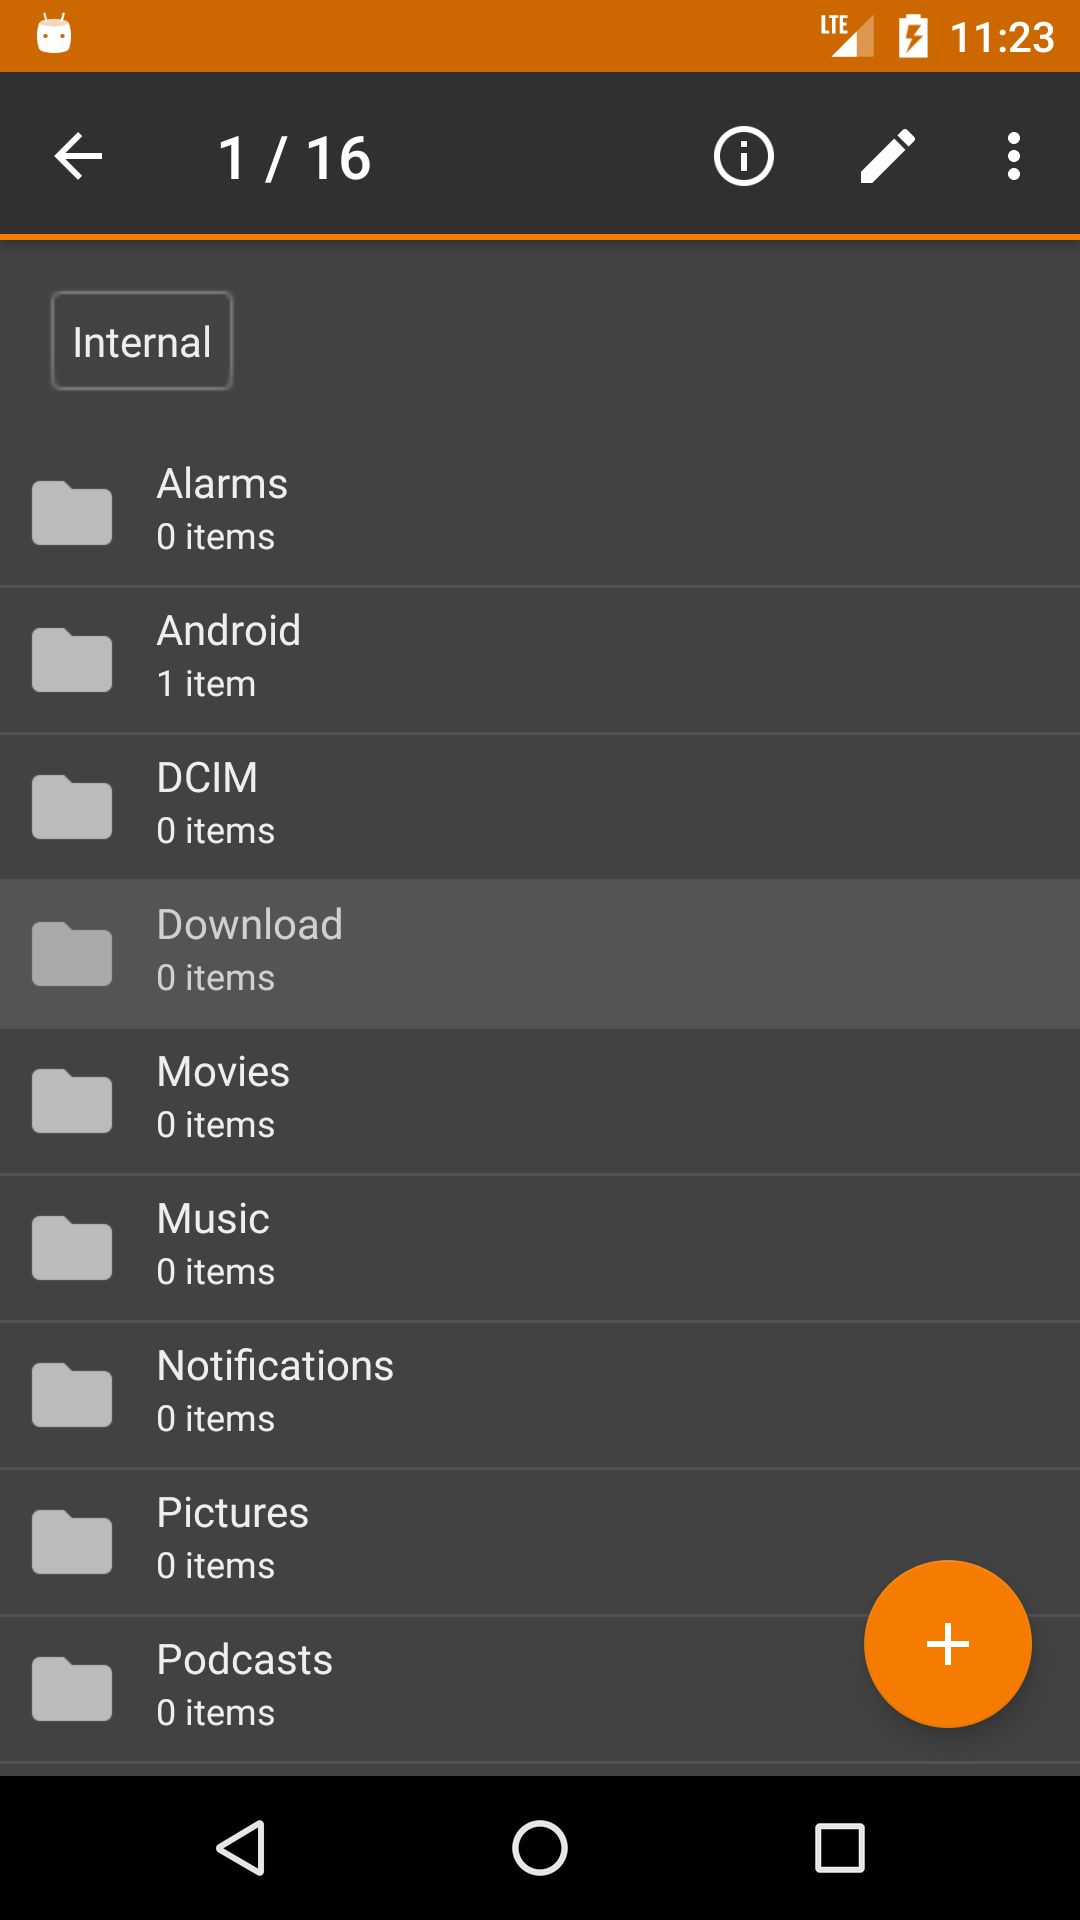 LTE 11:23
1 / 16
Internal
Alarms
0 items
Android
1 item
DCIM
0 items
Download
0 items
Movies
0 items
Music
0 items
Notifications
0 items
Pictures
0 items
Podcasts
0 items